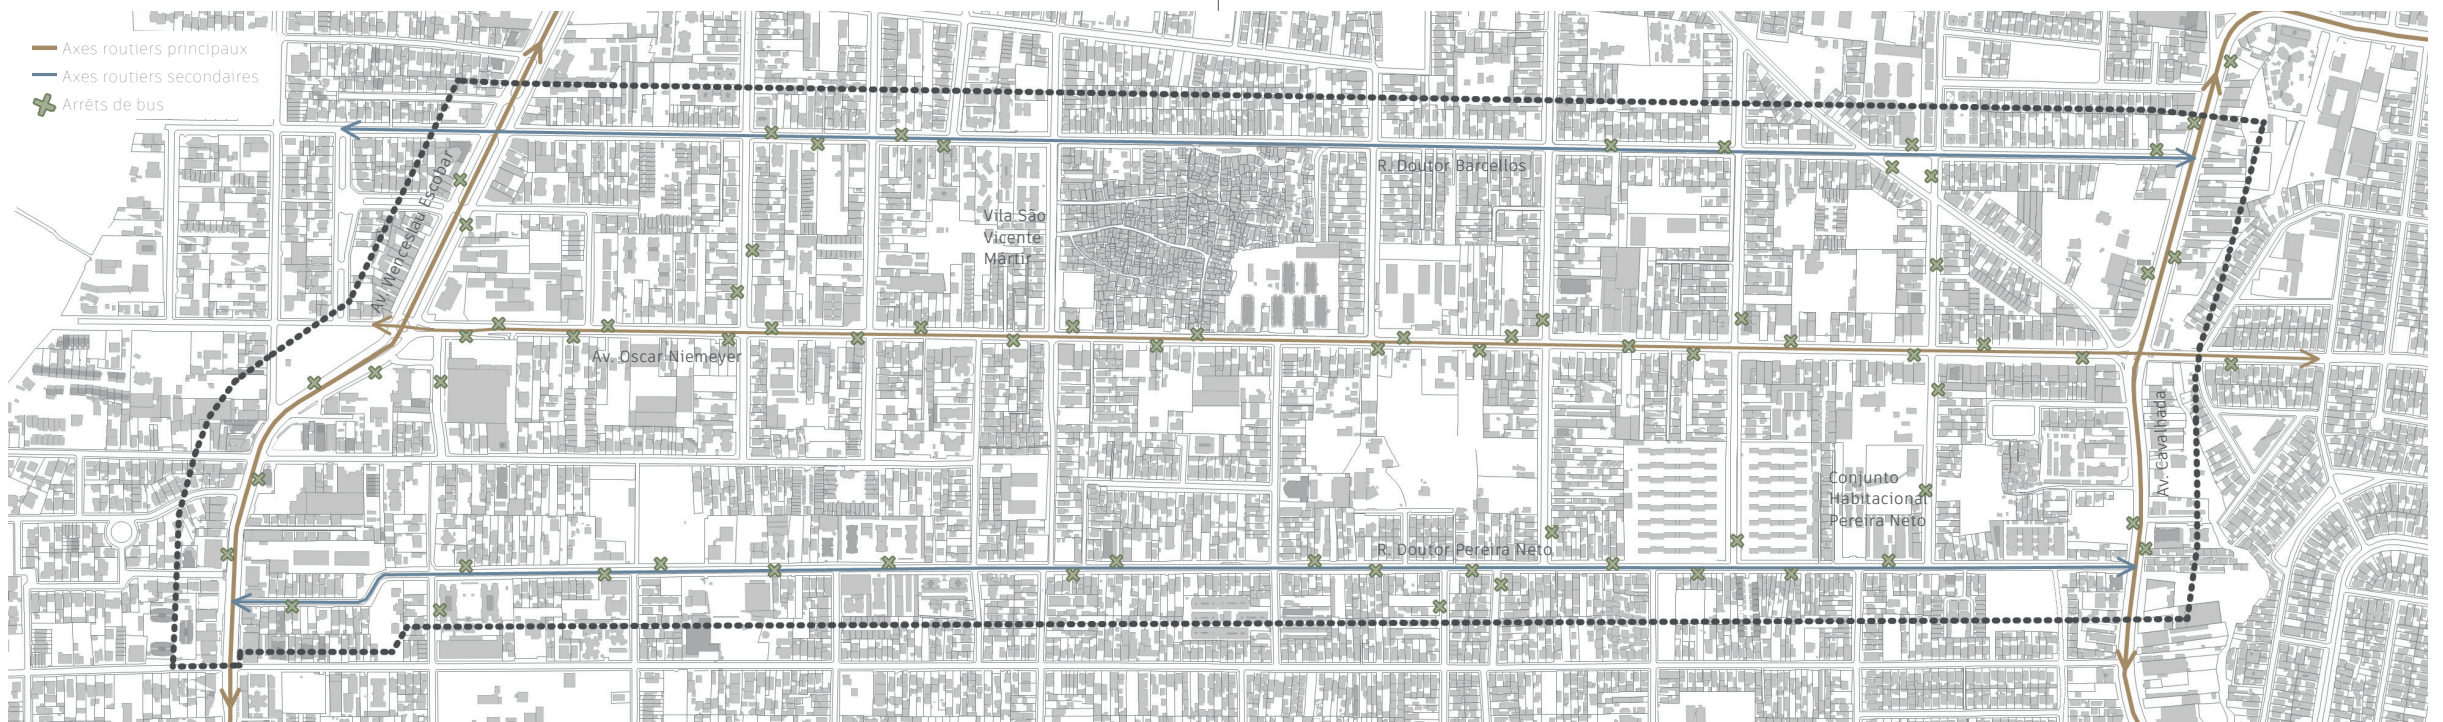 Axes routiers principaux
Axes routiers secondaires
Arrêts de bus
Av. Wenceslau Escobar
R. Doutor Barcellos
Vila São
Vicente
Mártir
Av. Oscar Niemeyer
Av. Cavalhada
Conjunto
Habitacional
Pereira Neto
R. Doutor Pereira Neto